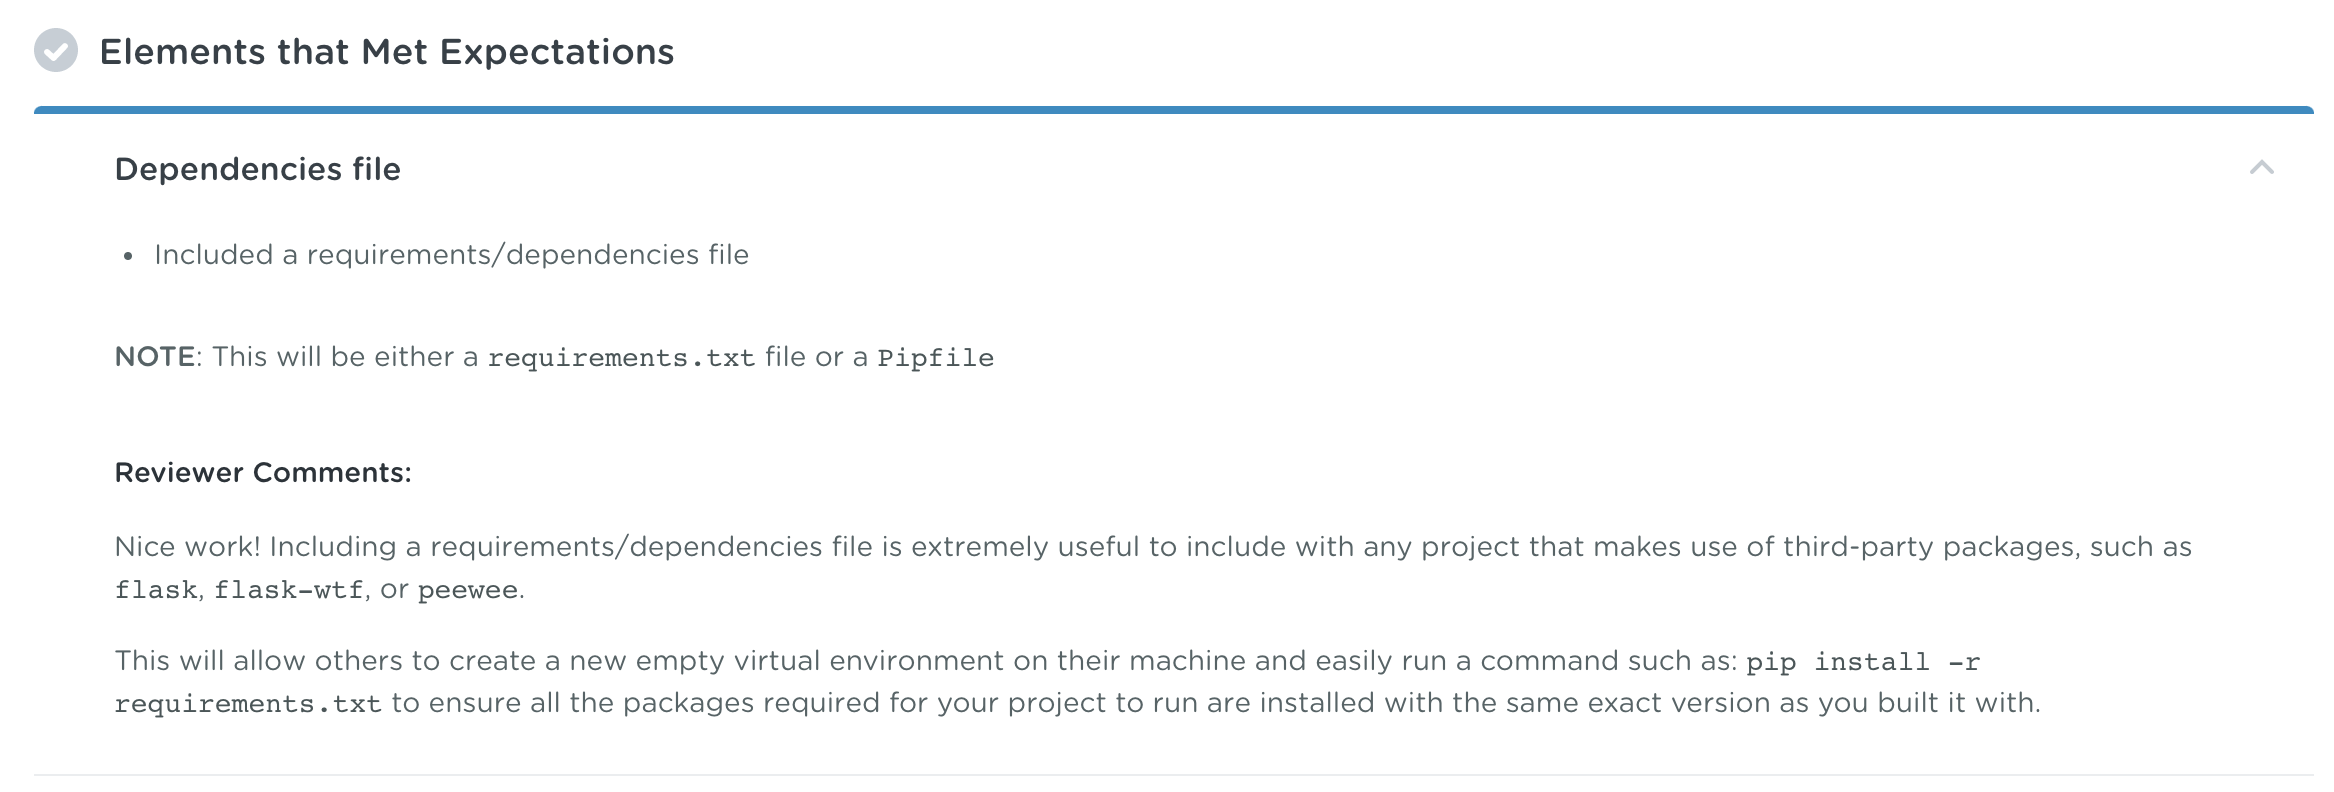 Elements that Met Expectations
Dependencies file
• Included a requirements/dependencies file
NOTE: This will be either a requirements.txt file or a Pipfile
Reviewer Comments:
Nice work! Including a requirements/dependencies file is extremely useful to include with any project that makes use of third-party packages, such as
flask, flask-wtf, or peewee.
This will allow others to create a new empty virtual environment on their machine and easily run a command such as: pip install -r
requirements.txt to ensure all the packages required for your project to run are installed with the same exact version as you built it with.